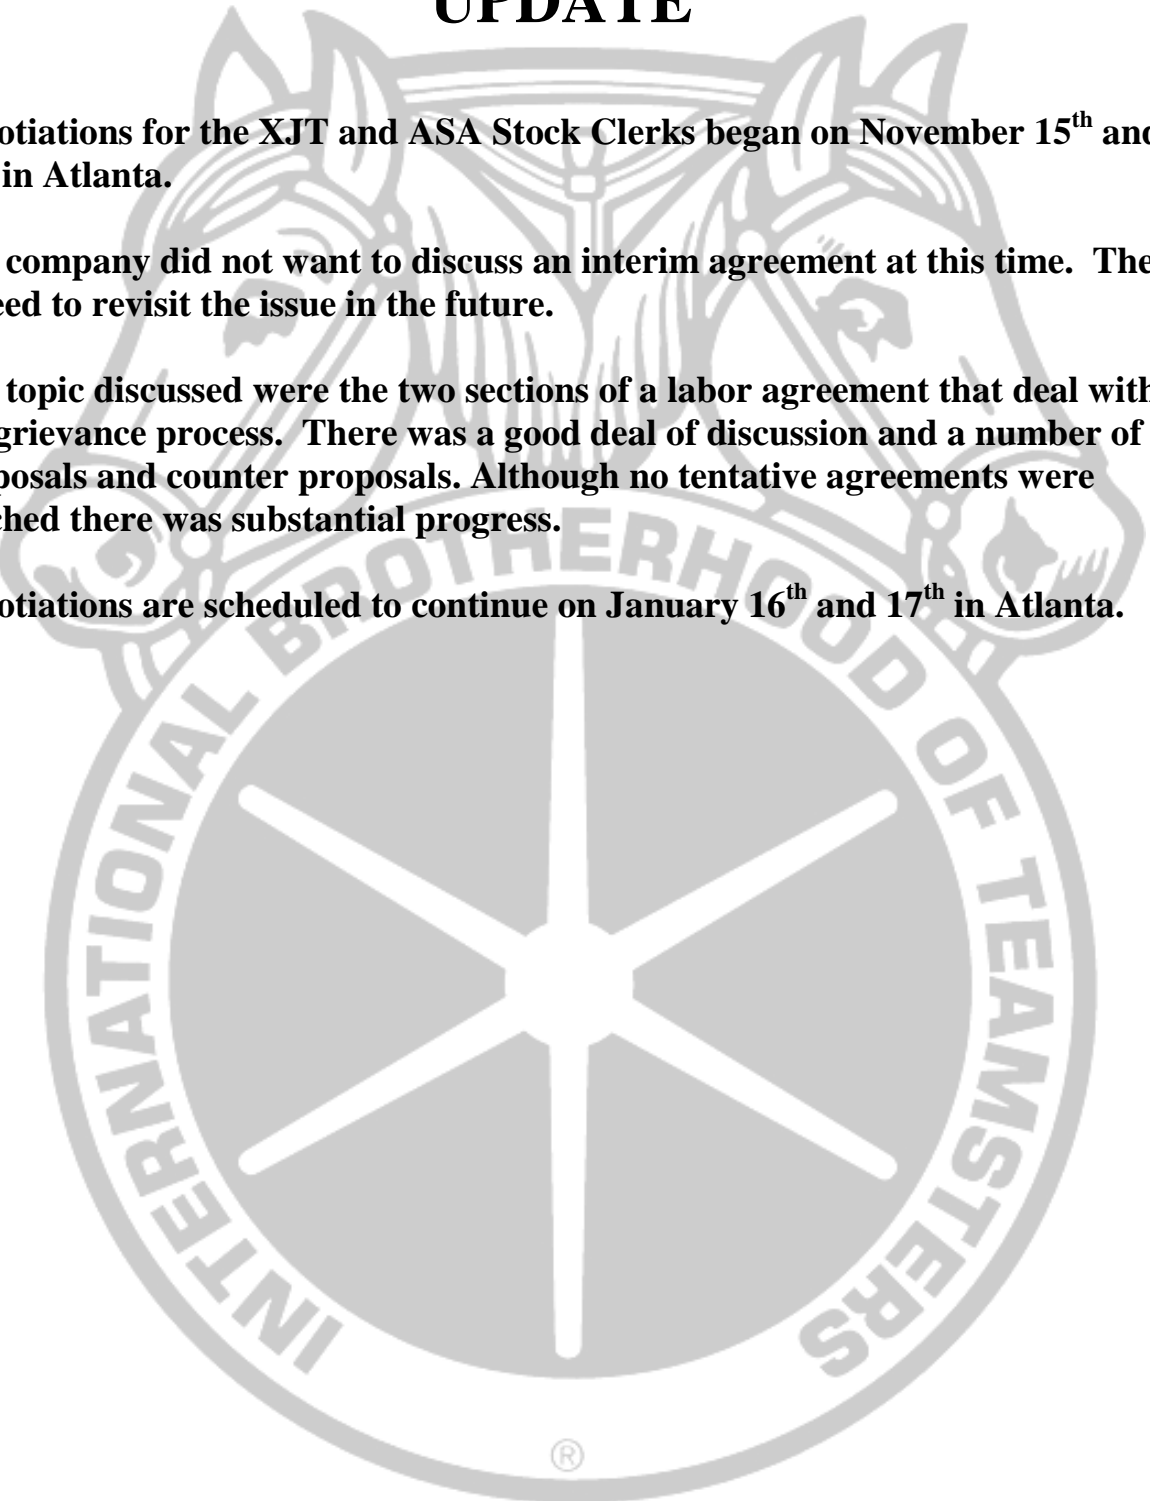 UPDATE
otiations for the XJT and ASA Stock Clerks began on November 15th and
in Atlanta.
company did not want to discuss an interim agreement at this time.  The
eed to revisit the issue in the future.
topic discussed were the two sections of a labor agreement that deal with
grievance process.  There was a good deal of discussion and a number of
posals and counter proposals. Although no tentative agreements were
ched there was substantial progress.
otiations are scheduled to continue on January 16th and 17th in Atlanta.
INTERNATIONAL BROTHERHOOD OF TEAMSTERS
®